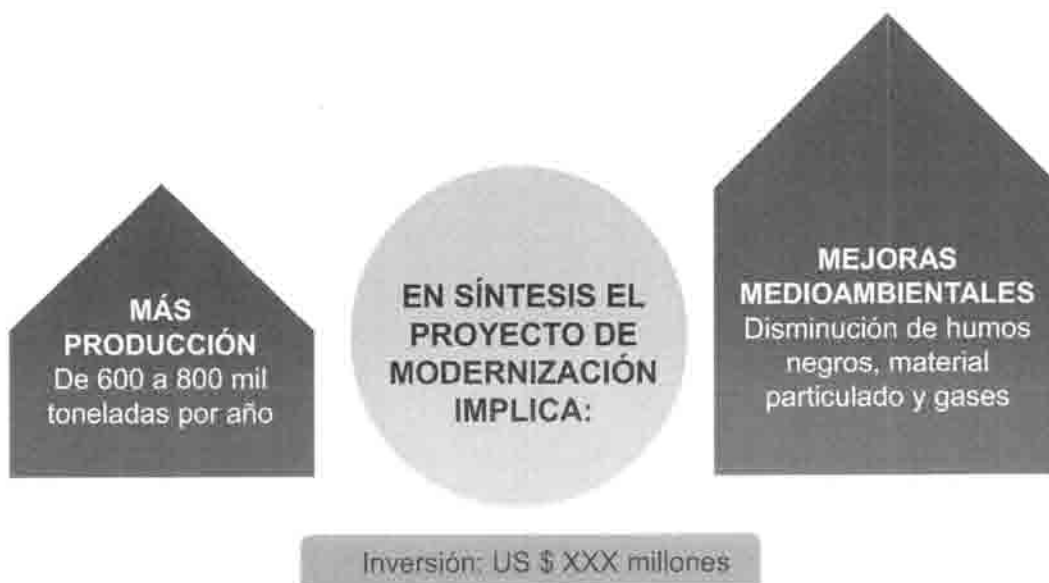 MÁS
PRODUCCIÓN
De 600 a 800 mil
toneladas por año
EN SÍNTESIS EL
PROYECTO DE
MODERNIZACIÓN
IMPLICA:
MEJORAS
MEDIOAMBIENTALES
Disminución de humos
negros, material
particulado y gases
Inversión: US $ XXX millones